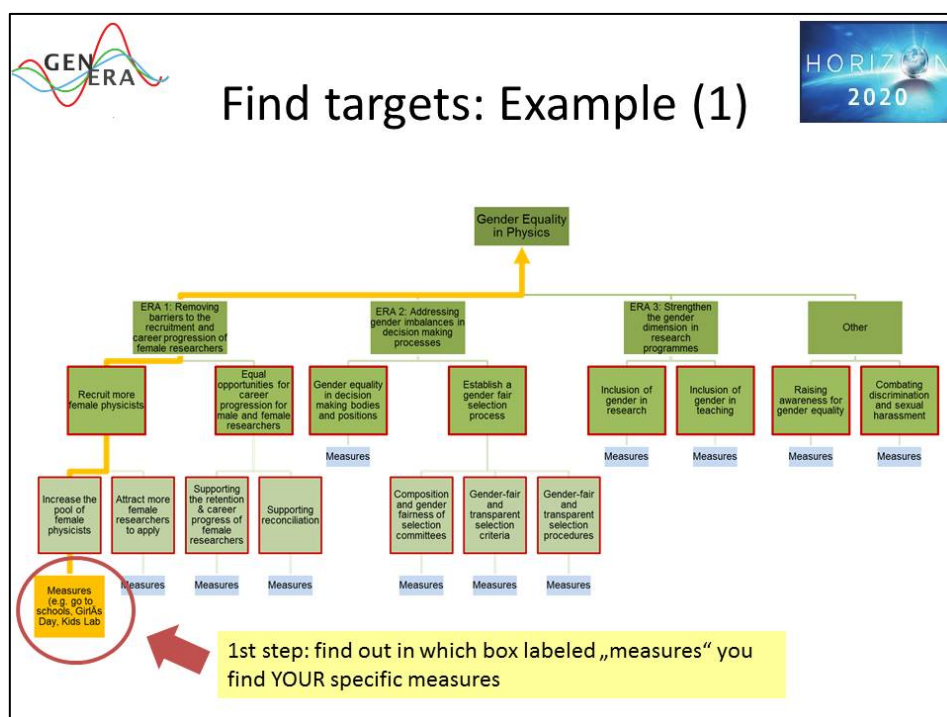 GEN
ERA
HORIZON
2020
Find targets: Example (1)
Gender Equality
in Physics
ERA 1: Removing
barriers to the
recruitment and
career progression of
female researchers
ERA 2: Addressing
gender imbalances in
decision making
processes
ERA 3: Strengthen
the gender
dimension in
research
programmes
Other
Recruit more
female physicists
Equal
opportunities for
career
progression for
male and female
researchers
Gender equality
in decision
making bodies
and positions
Establish a
gender fair
selection
process
Inclusion of
gender in
research
Inclusion of
gender in
teaching
Raising
awareness for
gender equality
Combating
discrimination
and sexual
harassment
Measures
Measures
Measures
Measures
Measures
Increase the
pool of
female
physicists
Attract more
female
researchers
to apply
Supporting
the retention
& career
progress of
female
researchers
Supporting
reconciliation
Composition
and gender
fairness of
selection
committees
Gender-fair
and
transparent
selection
criteria
Gender-fair
and
transparent
selection
procedures
Measures
(e.g. go to
schools, GirlÂs
Day, Kids Lab
Measures
Measures
Measures
Measures
Measures
Measures
1st step: find out in which box labeled „measures“ you
find YOUR specific measures